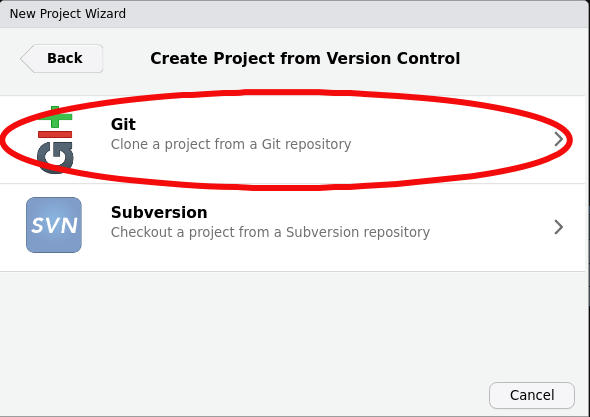 New Project Wizard
Back
Create Project from Version Control
Git
Git
Clone a project from a Git repository
SVN
Subversion
Checkout a project from a Subversion repository
Cancel